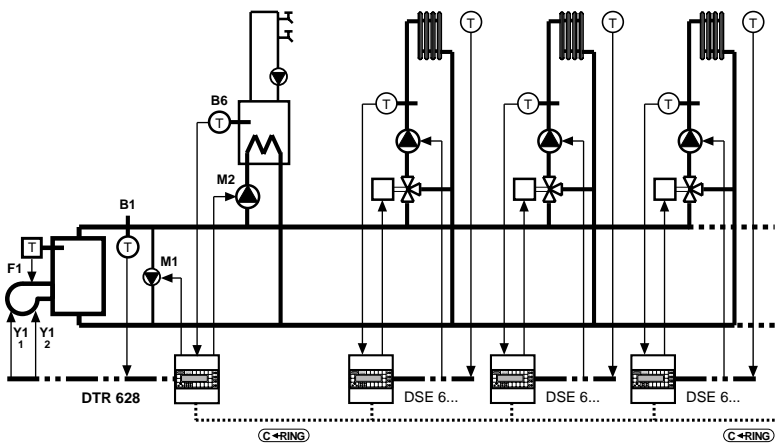 T T T
B6
T T T T
M2
B1
T T
F1 M1
Y1 Y1
1 2
DTR 628 DSE 6... DSE 6... DSE 6...
C RING C RING